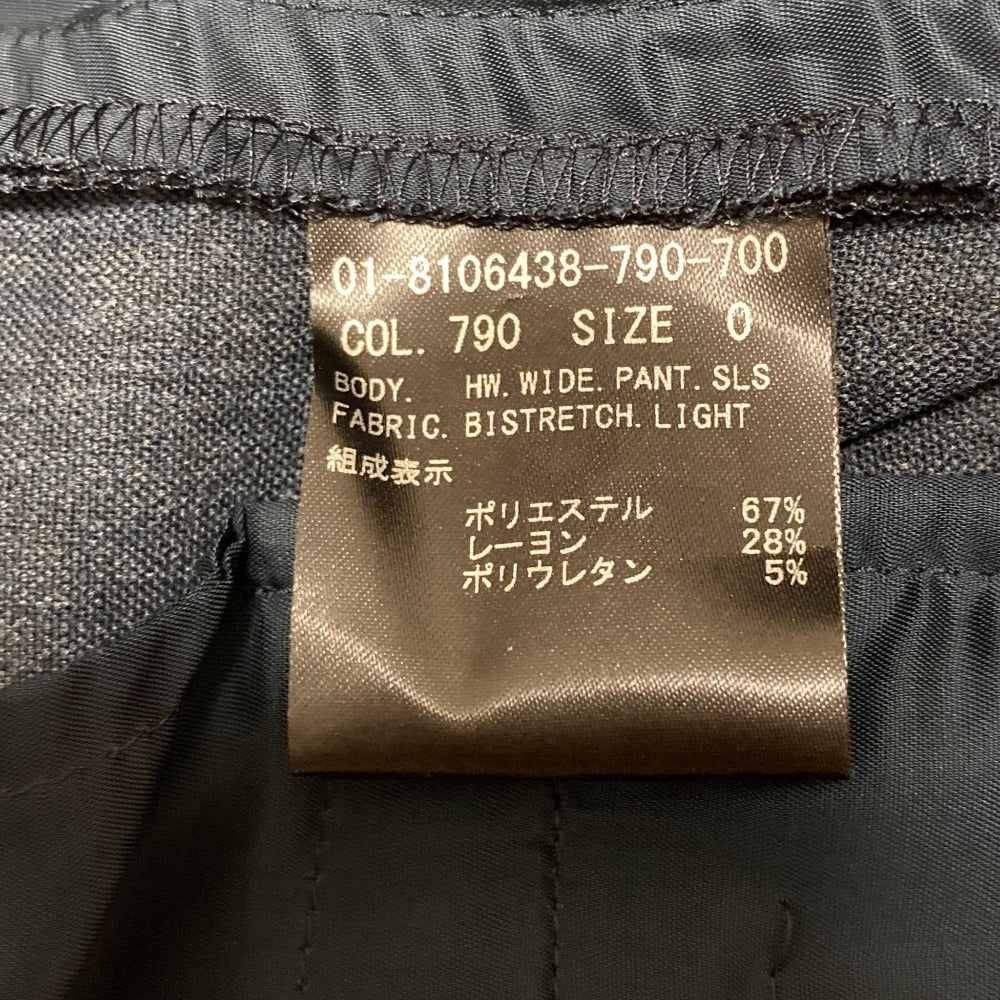 01-8106438-790-700
COL. 790 SIZE 0
BODY. HW. WIDE. PANT. SLS
FABRIC. BISTRETCH. LIGHT
組成表示
ポリエステル 67%
レーヨン 28%
ポリウレタン 5%